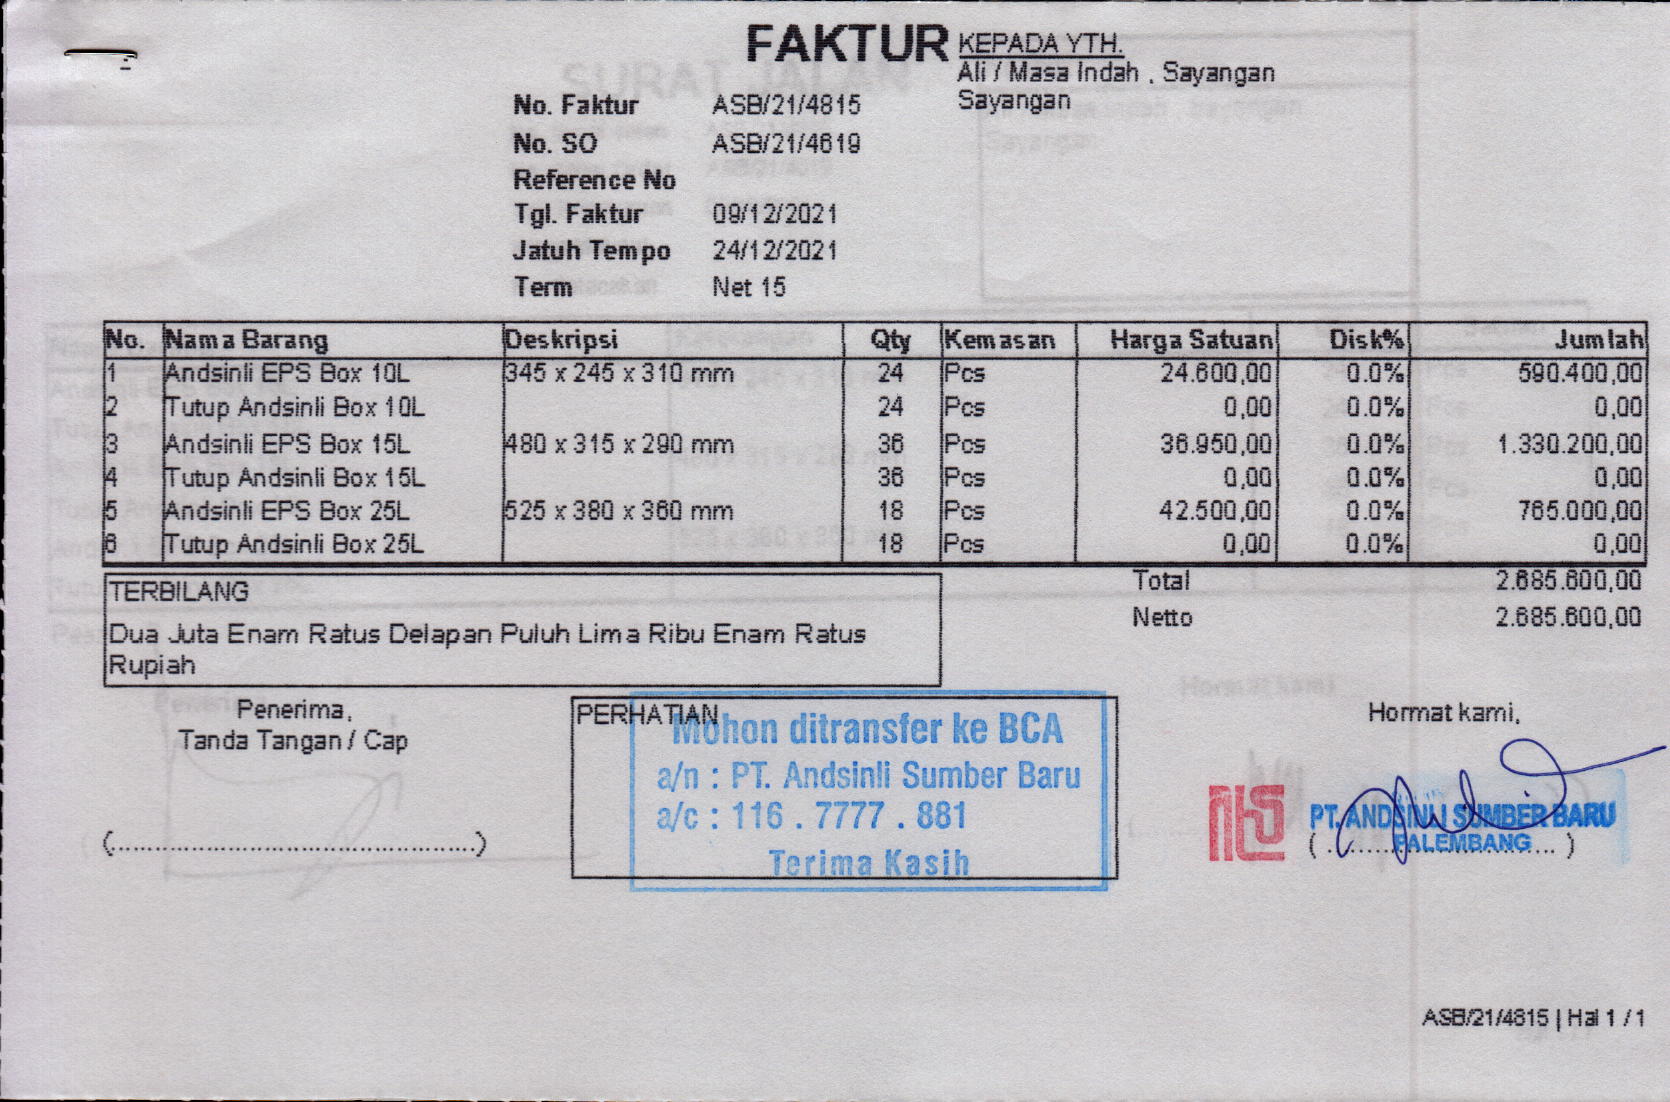 FAKTUR
KEPADA YTH.
Ali / Masa Indah , Sayangan
Sayangan
No. Faktur ASB/21/4815
No. SO ASB/21/4619
Reference No
Tgl. Faktur 09/12/2021
Jatuh Tempo 24/12/2021
Term Net 15
No. Nama Barang Deskripsi Qty Kemasan Harga Satuan Disk% Jumlah
1 Andsinli EPS Box 10L 345 x 245 x 310 mm 24 Pcs 24.600,00 0.0% 590.400,00
2 Tutup Andsinli Box 10L 24 Pcs 0,00 0.0% 0,00
3 Andsinli EPS Box 15L 480 x 315 x 290 mm 36 Pcs 36.950,00 0.0% 1.330.200,00
4 Tutup Andsinli Box 15L 36 Pcs 0,00 0.0% 0,00
5 Andsinli EPS Box 25L 525 x 380 x 360 mm 18 Pcs 42.500,00 0.0% 765.000,00
6 Tutup Andsinli Box 25L 18 Pcs 0,00 0.0% 0,00
Total 2.685.600,00
Netto 2.685.600,00
TERBILANG
Dua Juta Enam Ratus Delapan Puluh Lima Ribu Enam Ratus
Rupiah
Penerima,
Tanda Tangan / Cap
(................................................)
PERHATIAN
Mohon ditransfer ke BCA
a/n : PT. Andsinli Sumber Baru
a/c : 116 . 7777 . 881
Terima Kasih
Hormat kami,
PT. ANDSINLI SUMBER BARU
PALEMBANG
ASB/21/4815 | Hal 1 / 1